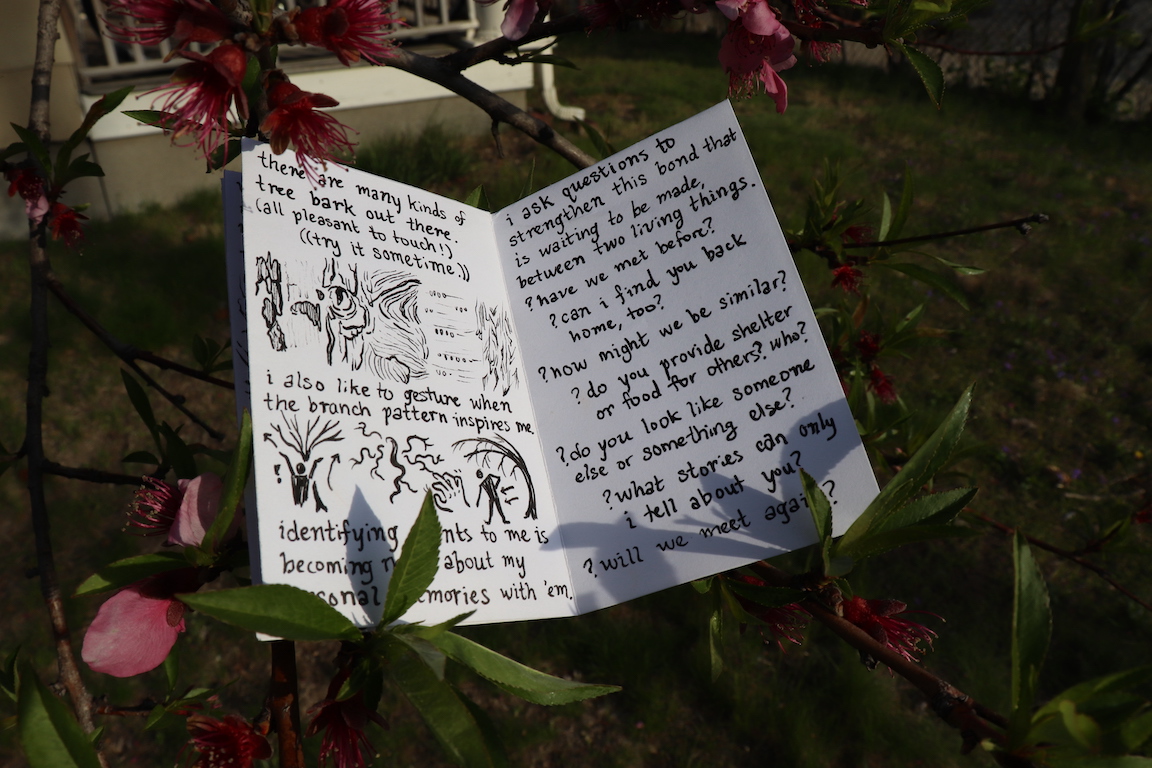 there are many kinds of
tree bark out there.
(all pleasant to touch!)
((try it sometime.))
i also like to gesture when
the branch pattern inspires me.
identifying nts to me is
becoming about my
sonal emories with 'em.
i ask questions to
strengthen this bond that
is waiting to be made,
between two living things.
?have we met before?
?can i find you back
home, too?
?how might we be similar?
?do you provide shelter
or food for others? who?
?do you look like someone
else or something else?
?what stories can only
i tell about you?
?will we meet again?